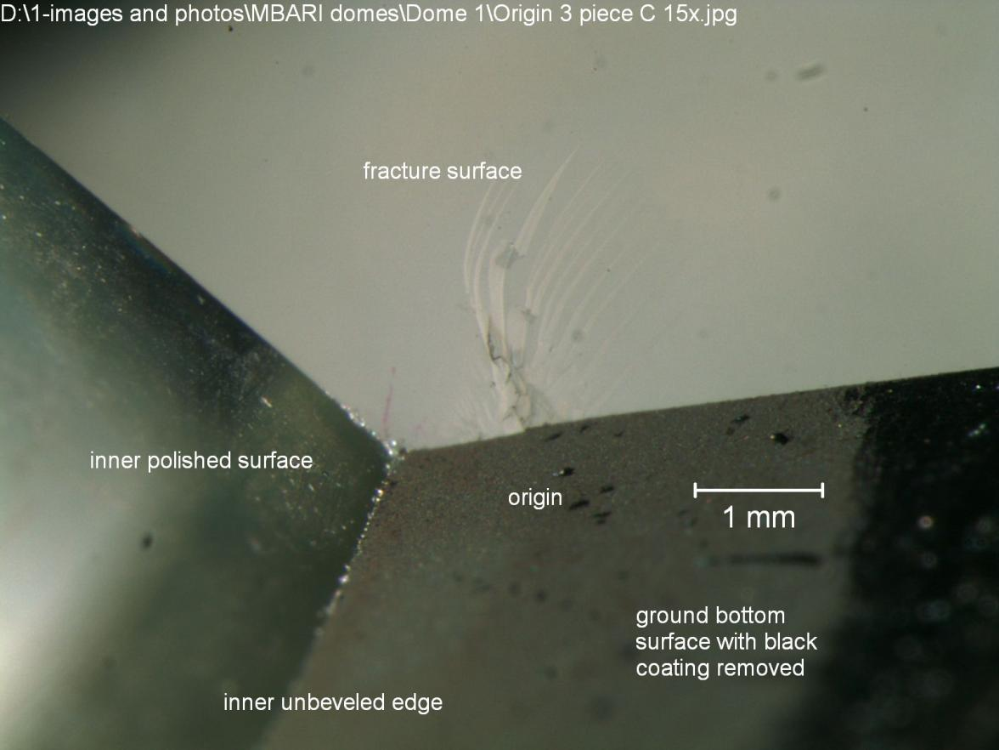 D:\1-images and photos\MBARI domes\Dome 1\Origin 3 piece C 15x.jpg
fracture surface
inner polished surface
origin
1 mm
ground bottom
surface with black
coating removed
inner unbeveled edge